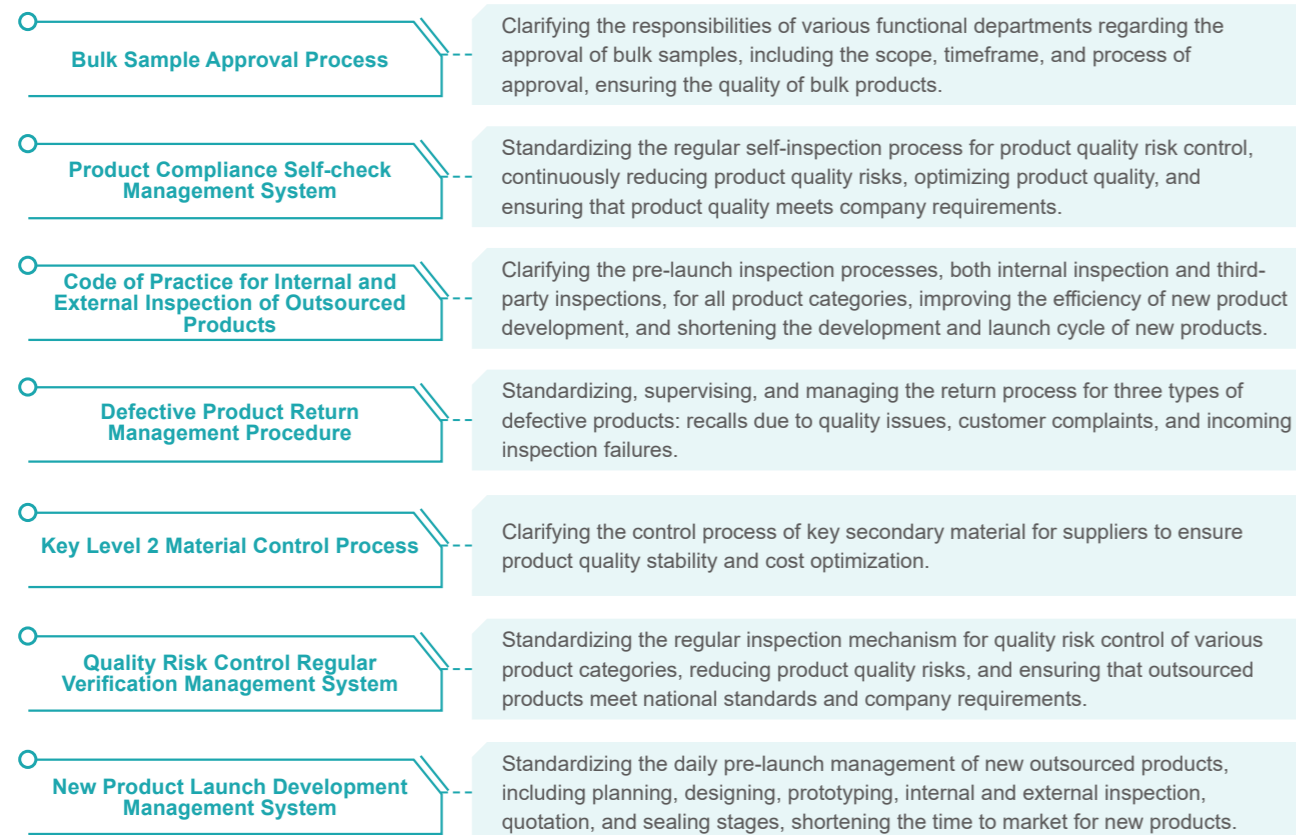 Bulk Sample Approval Process
Clarifying the responsibilities of various functional departments regarding the
approval of bulk samples, including the scope, timeframe, and process of
approval, ensuring the quality of bulk products.
Product Compliance Self-check
Management System
Standardizing the regular self-inspection process for product quality risk control,
continuously reducing product quality risks, optimizing product quality, and
ensuring that product quality meets company requirements.
Code of Practice for Internal and
External Inspection of Outsourced
Products
Clarifying the pre-launch inspection processes, both internal inspection and third-
party inspections, for all product categories, improving the efficiency of new product
development, and shortening the development and launch cycle of new products.
Defective Product Return
Management Procedure
Standardizing, supervising, and managing the return process for three types of
defective products: recalls due to quality issues, customer complaints, and incoming
inspection failures.
Key Level 2 Material Control Process
Clarifying the control process of key secondary material for suppliers to ensure
product quality stability and cost optimization.
Quality Risk Control Regular
Verification Management System
Standardizing the regular inspection mechanism for quality risk control of various
product categories, reducing product quality risks, and ensuring that outsourced
products meet national standards and company requirements.
New Product Launch Development
Management System
Standardizing the daily pre-launch management of new outsourced products,
including planning, designing, prototyping, internal and external inspection,
quotation, and sealing stages, shortening the time to market for new products.